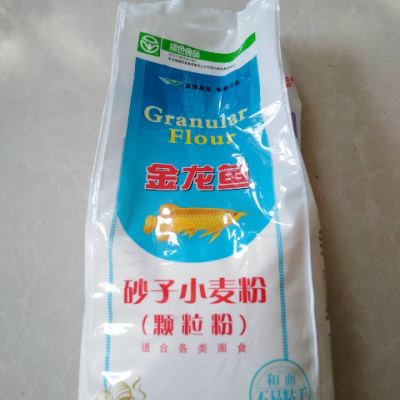 绿色食品
Granular
Flour
金龙鱼
砂子小麦粉
(颗粒粉)
适合各类面食
和面
不易粘手